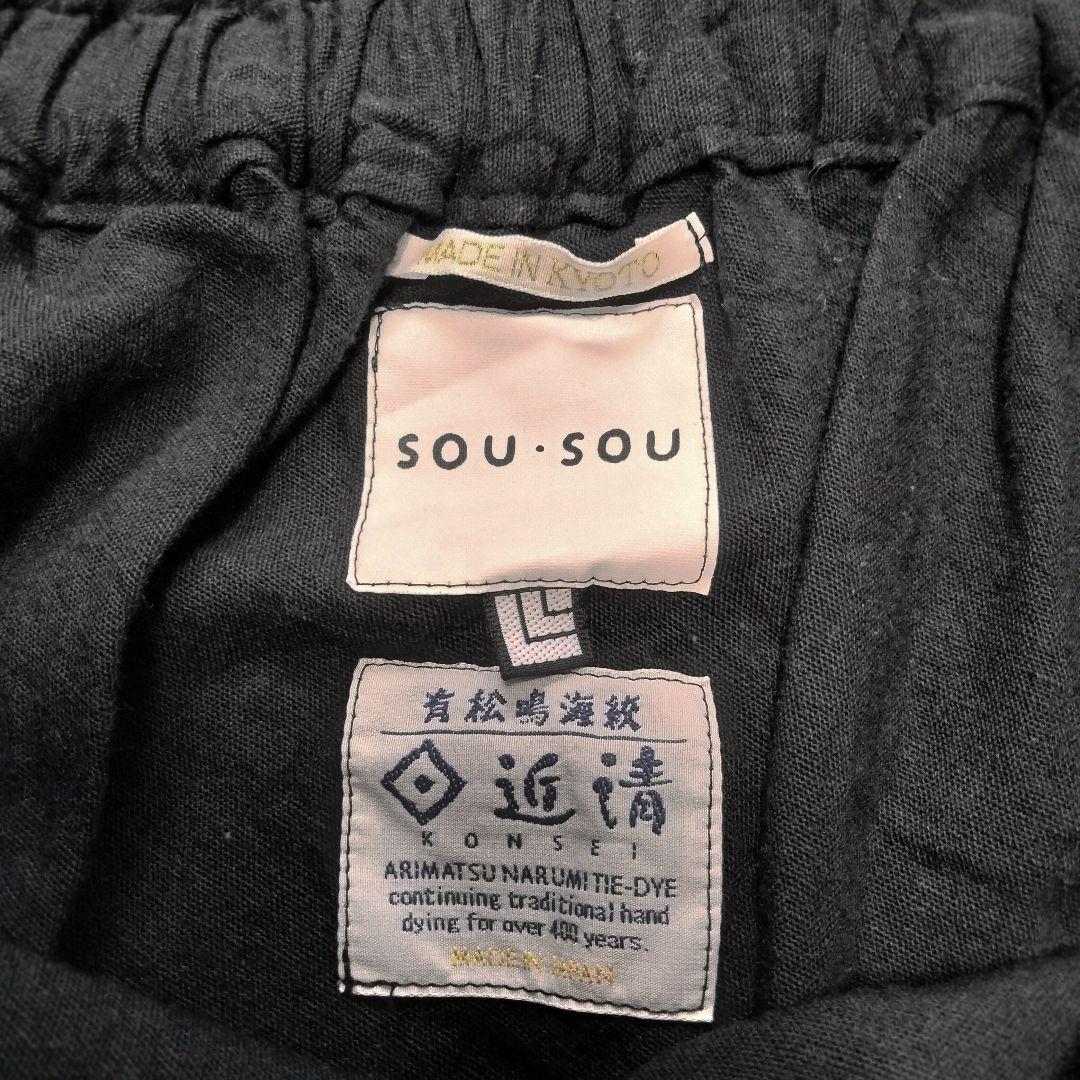 MADE IN KYOTO
SOU・SOU
L
有松鳴海絞
近清
KONSEI
ARIMATSU NARUMI TIE-DYE
continuing traditional hand
dying for over 400 years.
MADE IN JAPAN